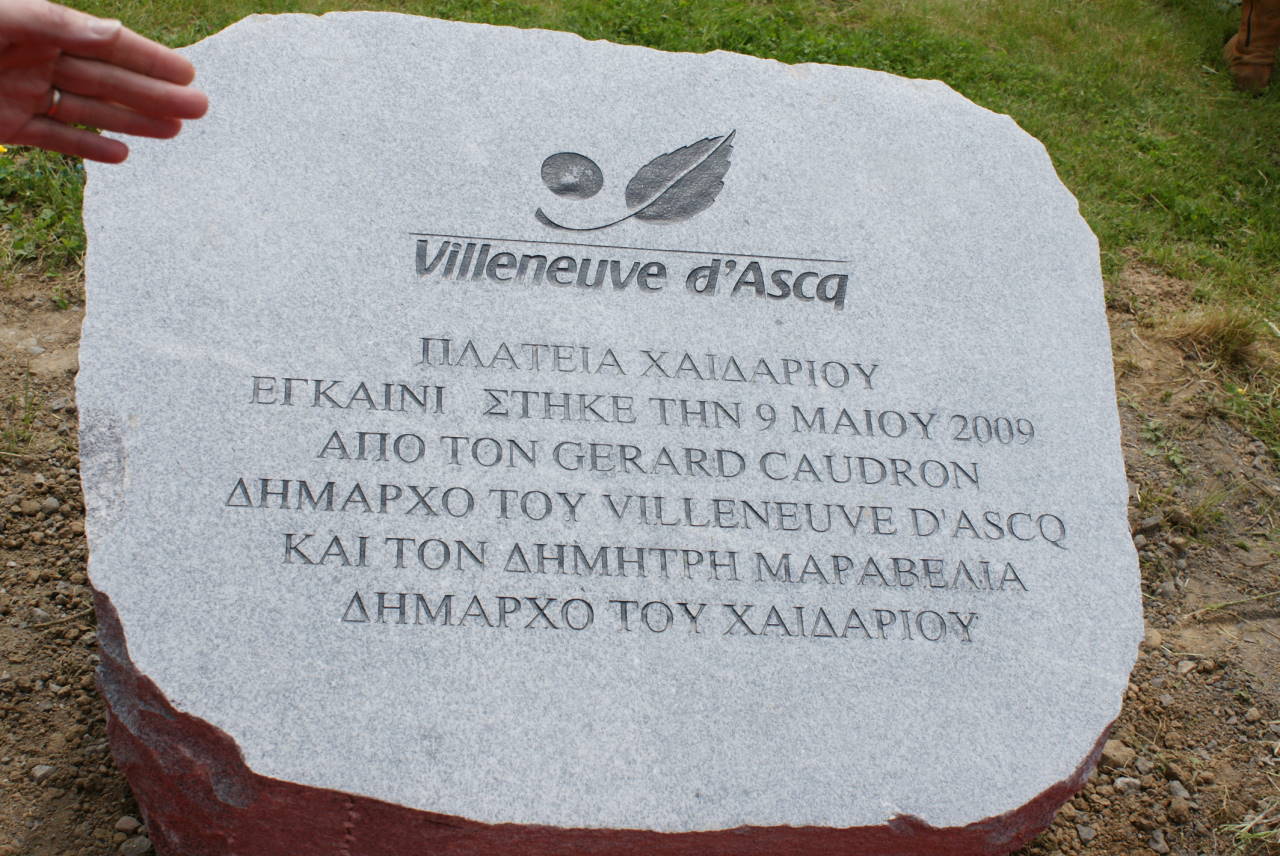 Villeneuve d'Ascq
ΠΛΑΤΕΙΑ ΧΑΙΔΑΡΙΟΥ
ΕΓΚΑΙΝΙ ΣΤΗΚΕ ΤΗΝ 9 ΜΑΙΟΥ 2009
ΑΠΟ ΤΟΝ GERARD CAUDRON
ΔΗΜΑΡΧΟ ΤΟΥ VILLENEUVE D'ASCQ
ΚΑΙ ΤΟΝ ΔΗΜΗΤΡΗ ΜΑΡΑΒΕΛΙΑ
ΔΗΜΑΡΧΟ ΤΟΥ ΧΑΙΔΑΡΙΟΥ